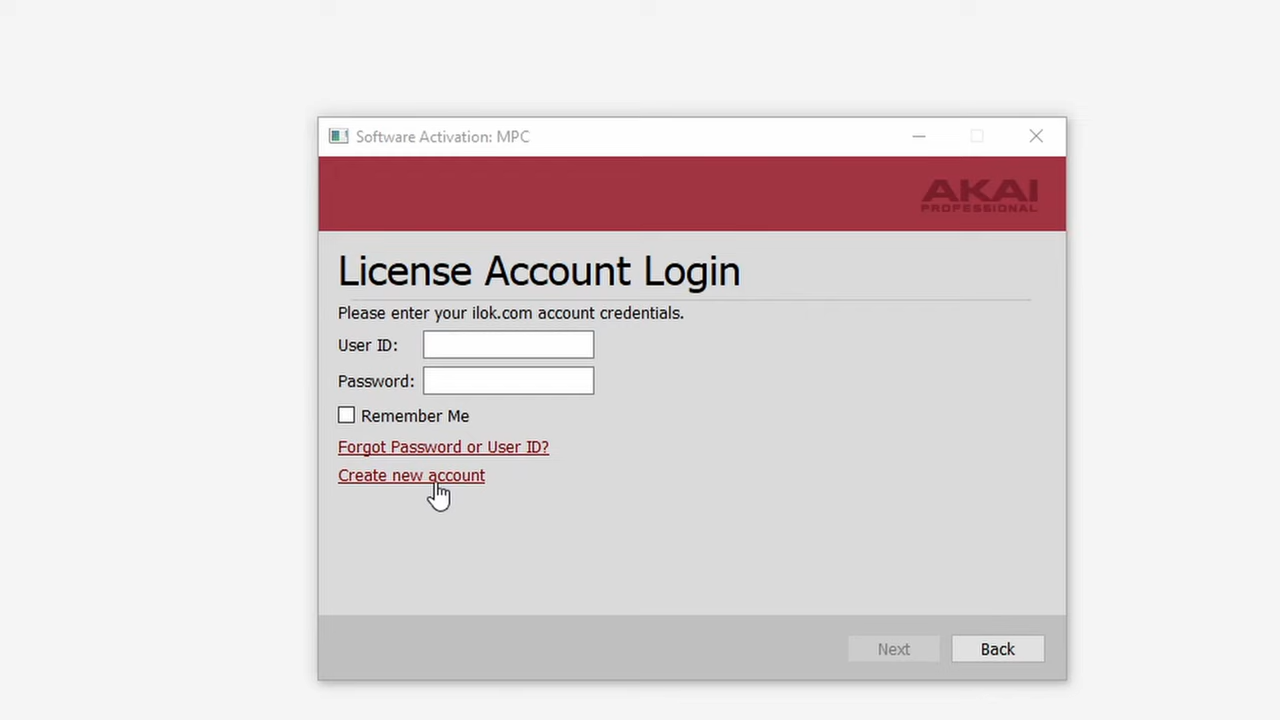 Software Activation: MPC
AKAI
PROFESSIONAL
License Account Login
Please enter your ilok.com account credentials.
User ID:
Password:
Remember Me
Forgot Password or User ID?
Create new account
Next
Back